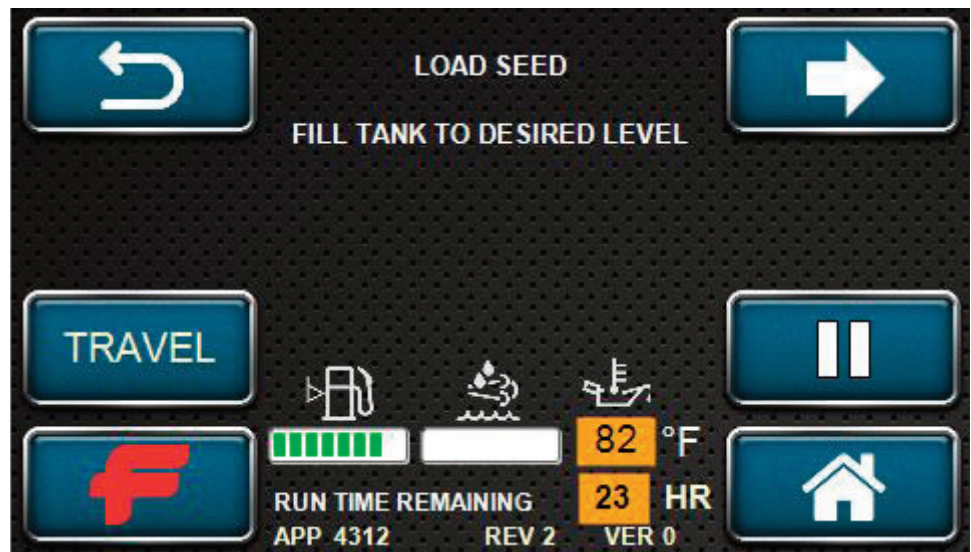 LOAD SEED
FILL TANK TO DESIRED LEVEL
TRAVEL
82 °F
RUN TIME REMAINING 23 HR
APP 4312 REV 2 VER 0